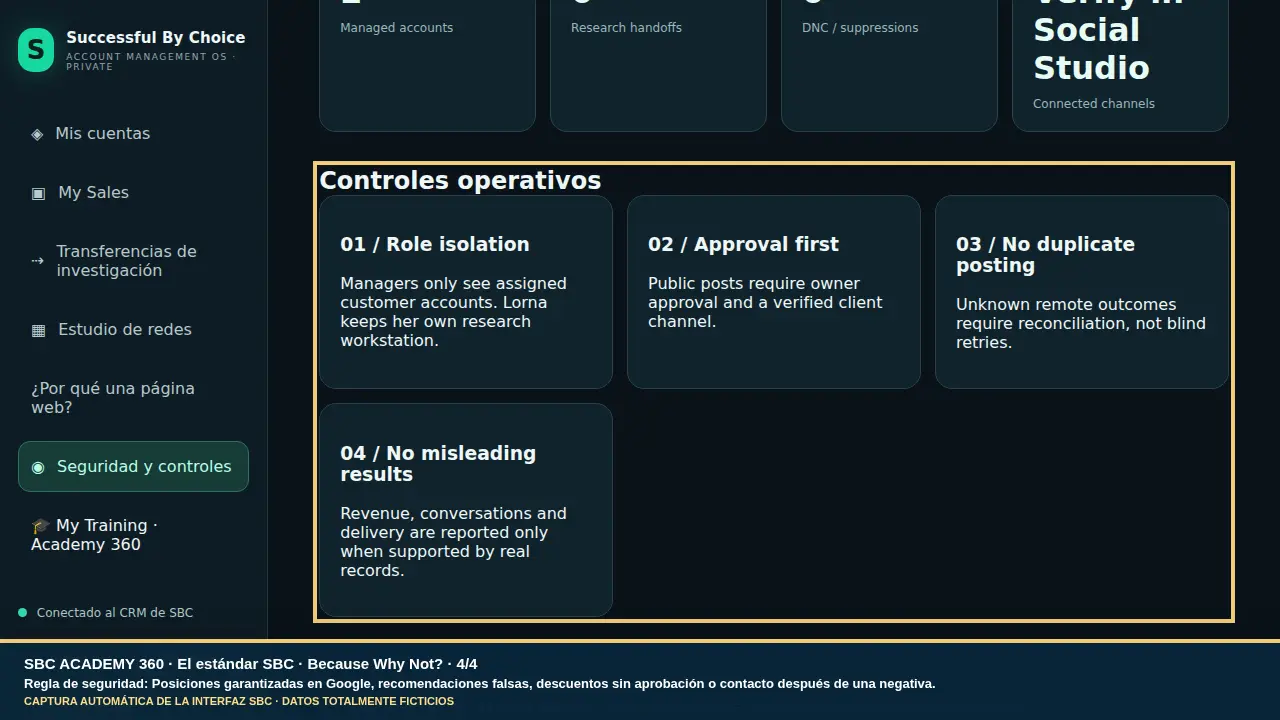 S
Successful By Choice
ACCOUNT MANAGEMENT OS ·
PRIVATE
◈ Mis cuentas
▣ My Sales
⇢ Transferencias de
investigación
▦ Estudio de redes
¿Por qué una página
web?
◉ Seguridad y controles
🎓 My Training ·
Academy 360
Conectado al CRM de SBC
Managed accounts
Research handoffs
DNC / suppressions
Social
Studio
Connected channels
Controles operativos
01 / Role isolation
Managers only see assigned
customer accounts. Lorna
keeps her own research
workstation.
02 / Approval first
Public posts require owner
approval and a verified client
channel.
03 / No duplicate
posting
Unknown remote outcomes
require reconciliation, not blind
retries.
04 / No misleading
results
Revenue, conversations and
delivery are reported only
when supported by real
records.
SBC ACADEMY 360 · El estándar SBC · Because Why Not? · 4/4
Regla de seguridad: Posiciones garantizadas en Google, recomendaciones falsas, descuentos sin aprobación o contacto después de una negativa.
CAPTURA AUTOMÁTICA DE LA INTERFAZ SBC · DATOS TOTALMENTE FICTICIOS